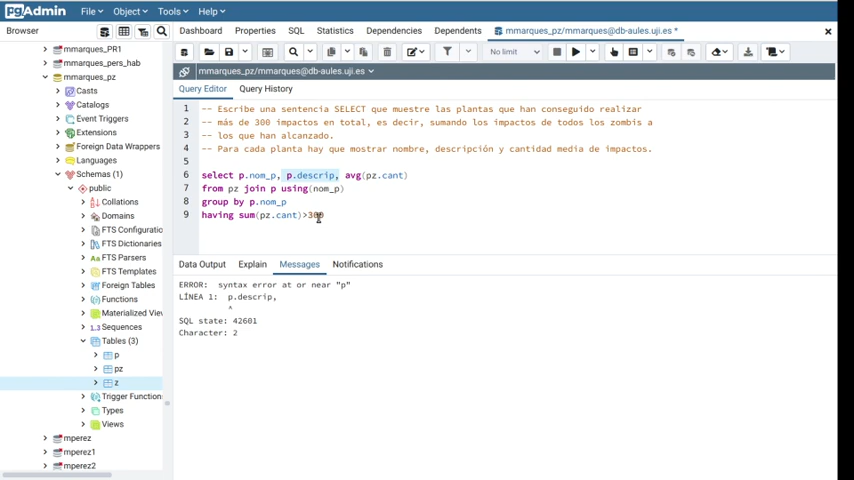 pgAdmin File Object Tools Help
Browser Dashboard Properties SQL Statistics Dependencies Dependents mmarques_pz/mmarques@db-aules.uji.es *
mmarques_PR1
mmarques_pers_hab
mmarques_pz
Casts
Catalogs
Event Triggers
Extensions
Foreign Data Wrappers
Languages
Schemas (1)
public
Collations
Domains
FTS Configuratio
FTS Dictionaries
FTS Parsers
FTS Templates
Foreign Tables
Functions
Materialized View
Sequences
Tables (3)
p
pz
z
Trigger Function
Types
Views
mperez
mperez1
mperez2
No limit
mmarques_pz/mmarques@db-aules.uji.es
Query Editor Query History
1 -- Escribe una sentencia SELECT que muestre las plantas que han conseguido realizar
2 -- más de 300 impactos en total, es decir, sumando los impactos de todos los zombis a
3 -- los que han alcanzado.
4 -- Para cada planta hay que mostrar nombre, descripción y cantidad media de impactos.
5
6 select p.nom_p, p.descrip, avg(pz.cant)
7 from pz join p using(nom_p)
8 group by p.nom_p
9 having sum(pz.cant)>300
Data Output Explain Messages Notifications
ERROR: syntax error at or near "p"
LÍNEA 1: p.descrip,
^
SQL state: 42601
Character: 2